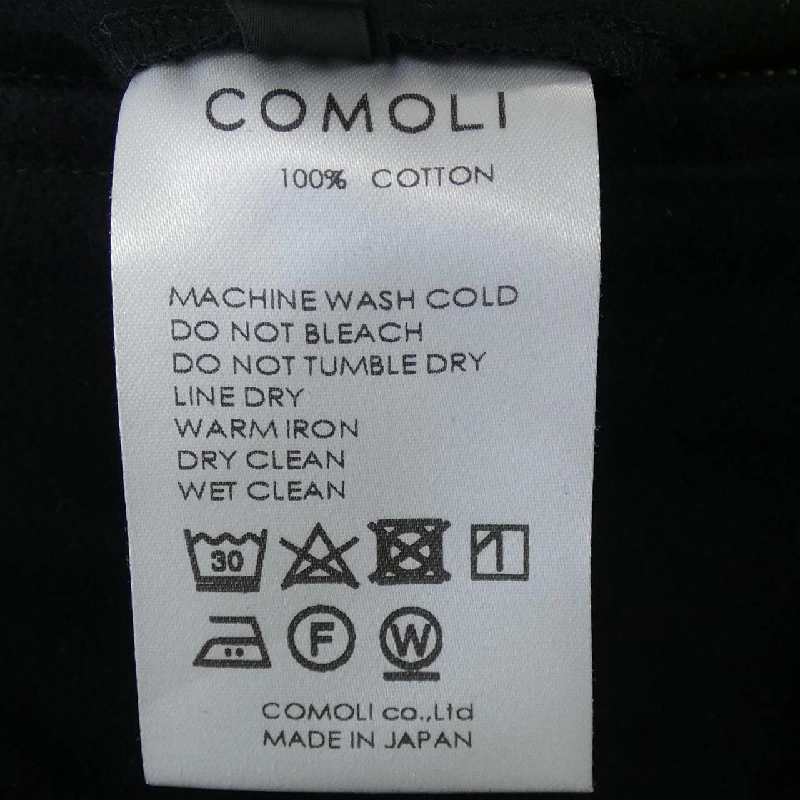 COMOLI
100% COTTON
MACHINE WASH COLD
DO NOT BLEACH
DO NOT TUMBLE DRY
LINE DRY
WARM IRON
DRY CLEAN
WET CLEAN
30
F W
COMOLI co.,Ltd
MADE IN JAPAN